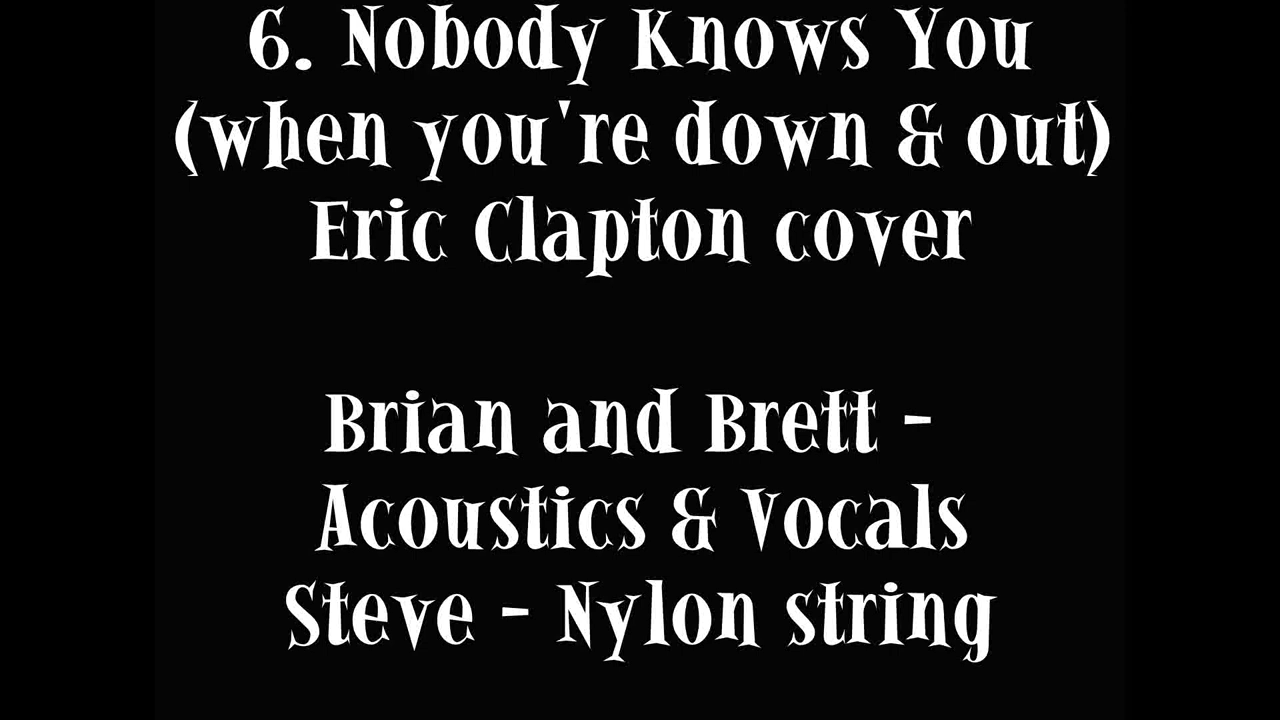 6. Nobody Knows You
(when you're down & out)
Eric Clapton cover
Brian and Brett -
Acoustics & Vocals
Steve - Nylon string